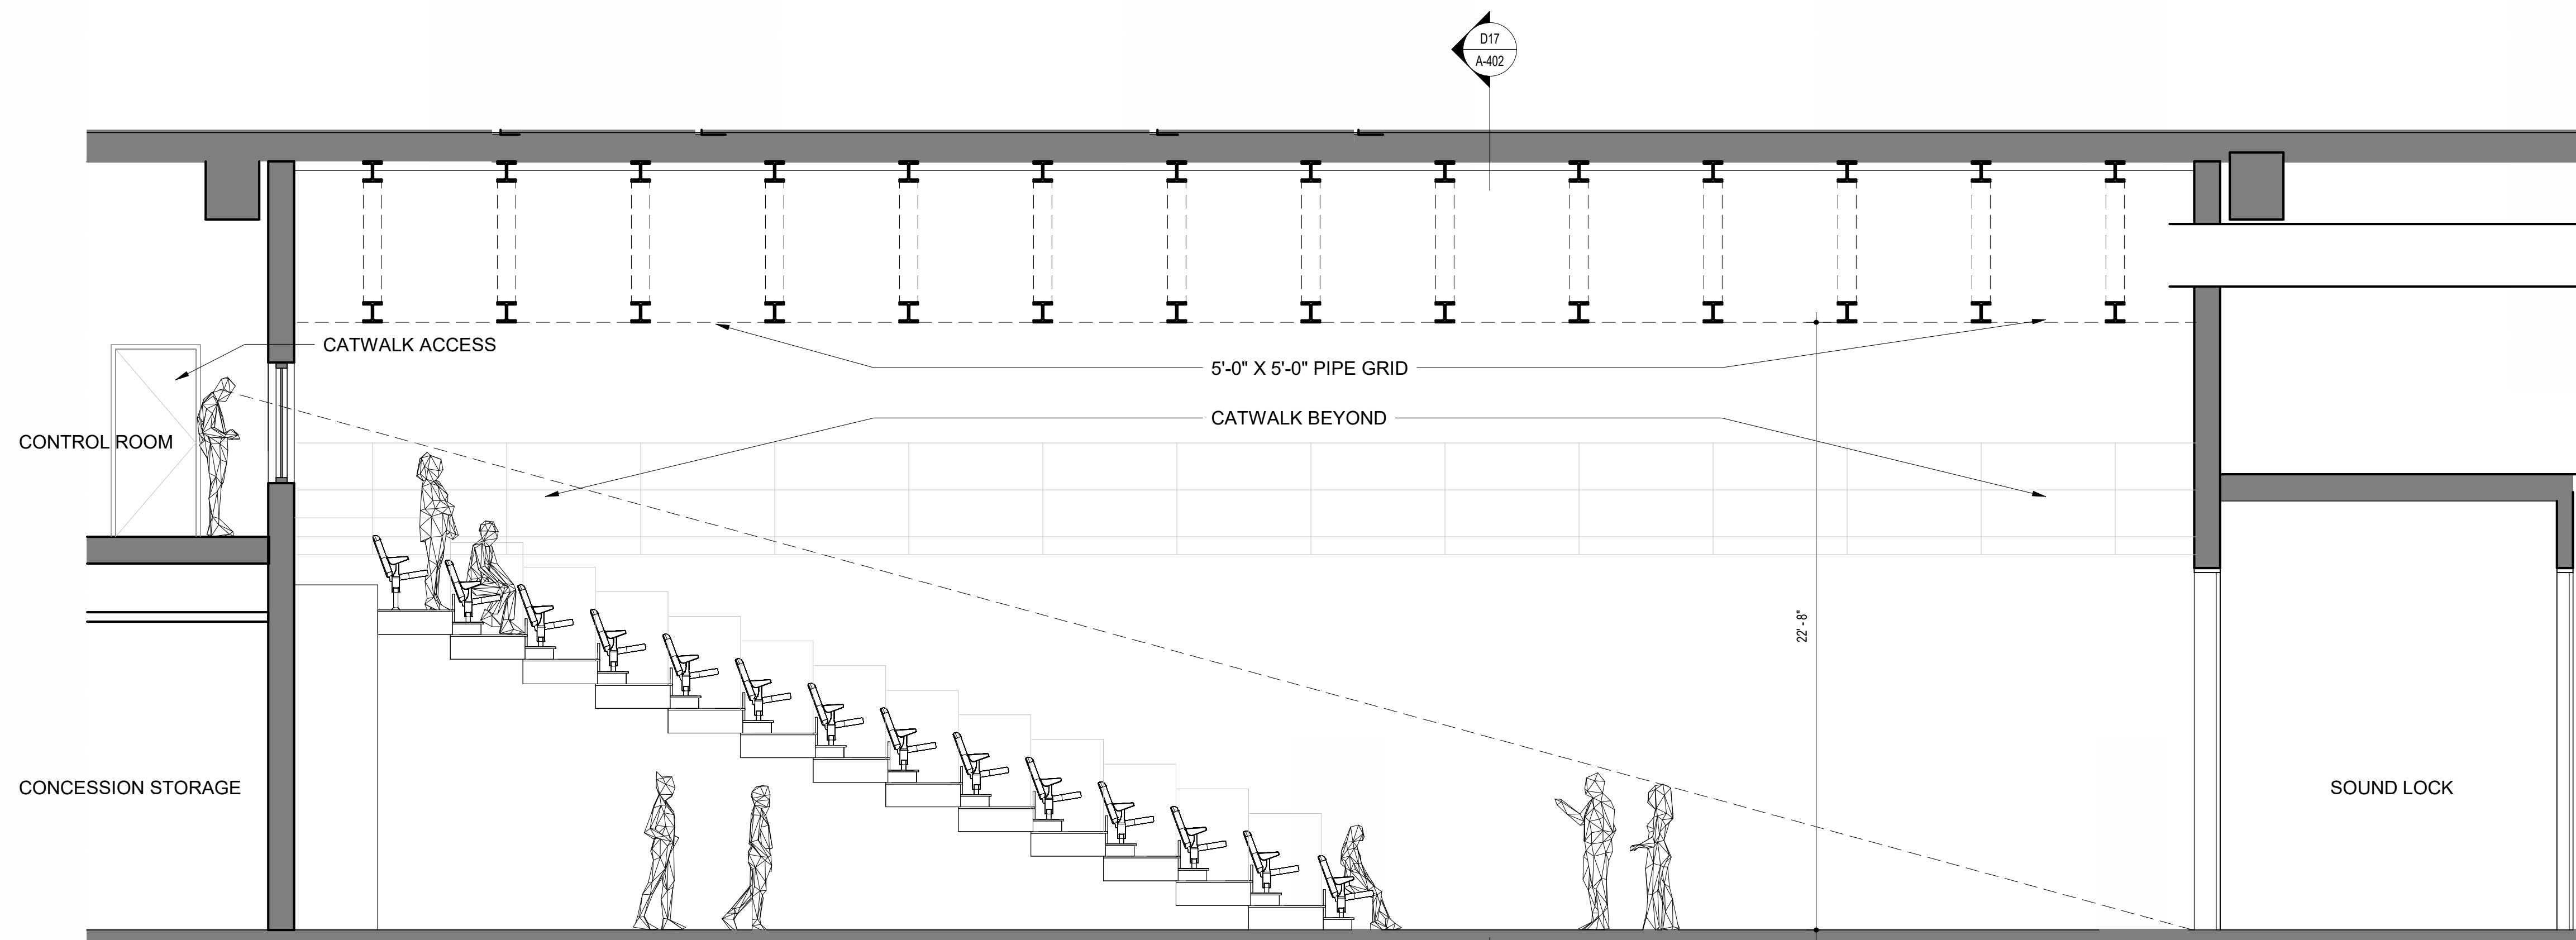 D17
A-402
CATWALK ACCESS
5'-0" X 5'-0" PIPE GRID
CATWALK BEYOND
CONTROL ROOM
22' - 8"
CONCESSION STORAGE
SOUND LOCK